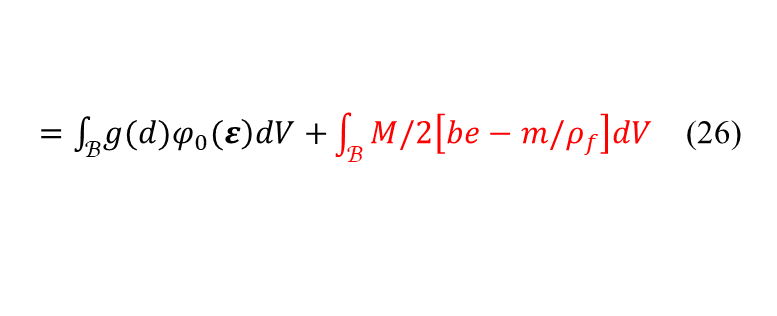 = ∫_ℬ g(d)φ₀(𝜺)dV + ∫_ℬ M/2[be − m/ρ_f]dV (26)